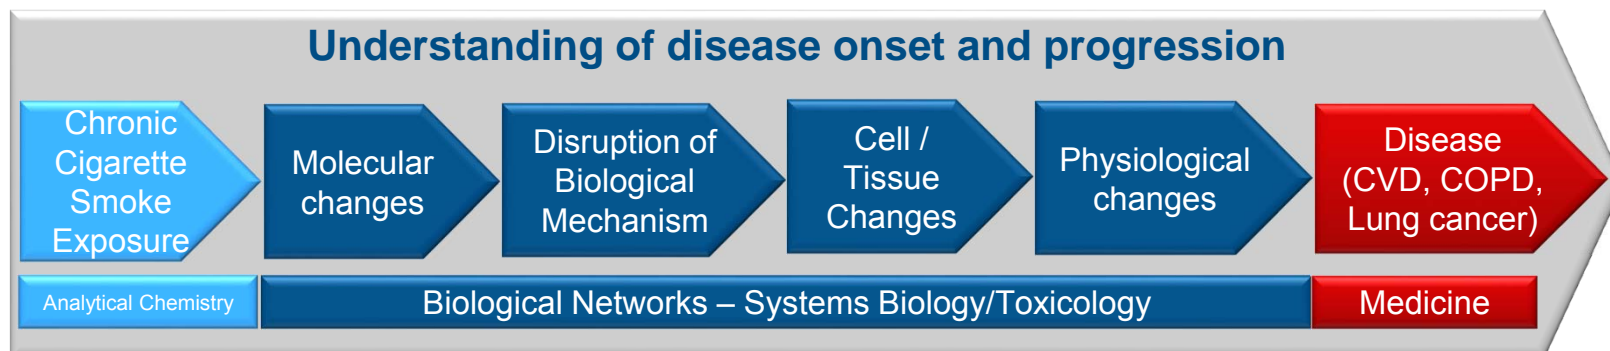 Understanding of disease onset and progression
Chronic
Cigarette
Smoke
Exposure
Molecular
changes
Disruption of
Biological
Mechanism
Cell /
Tissue
Changes
Physiological
changes
Disease
(CVD, COPD,
Lung cancer)
Analytical Chemistry
Biological Networks – Systems Biology/Toxicology
Medicine